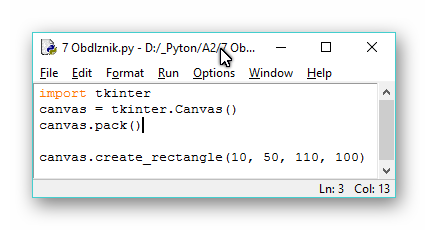 7 Obdlznik.py - D:/_Pyton/A2/7 Ob...
File Edit Format Run Options Window Help
import tkinter
canvas = tkinter.Canvas()
canvas.pack()
canvas.create_rectangle(10, 50, 110, 100)
Ln: 3 Col: 13